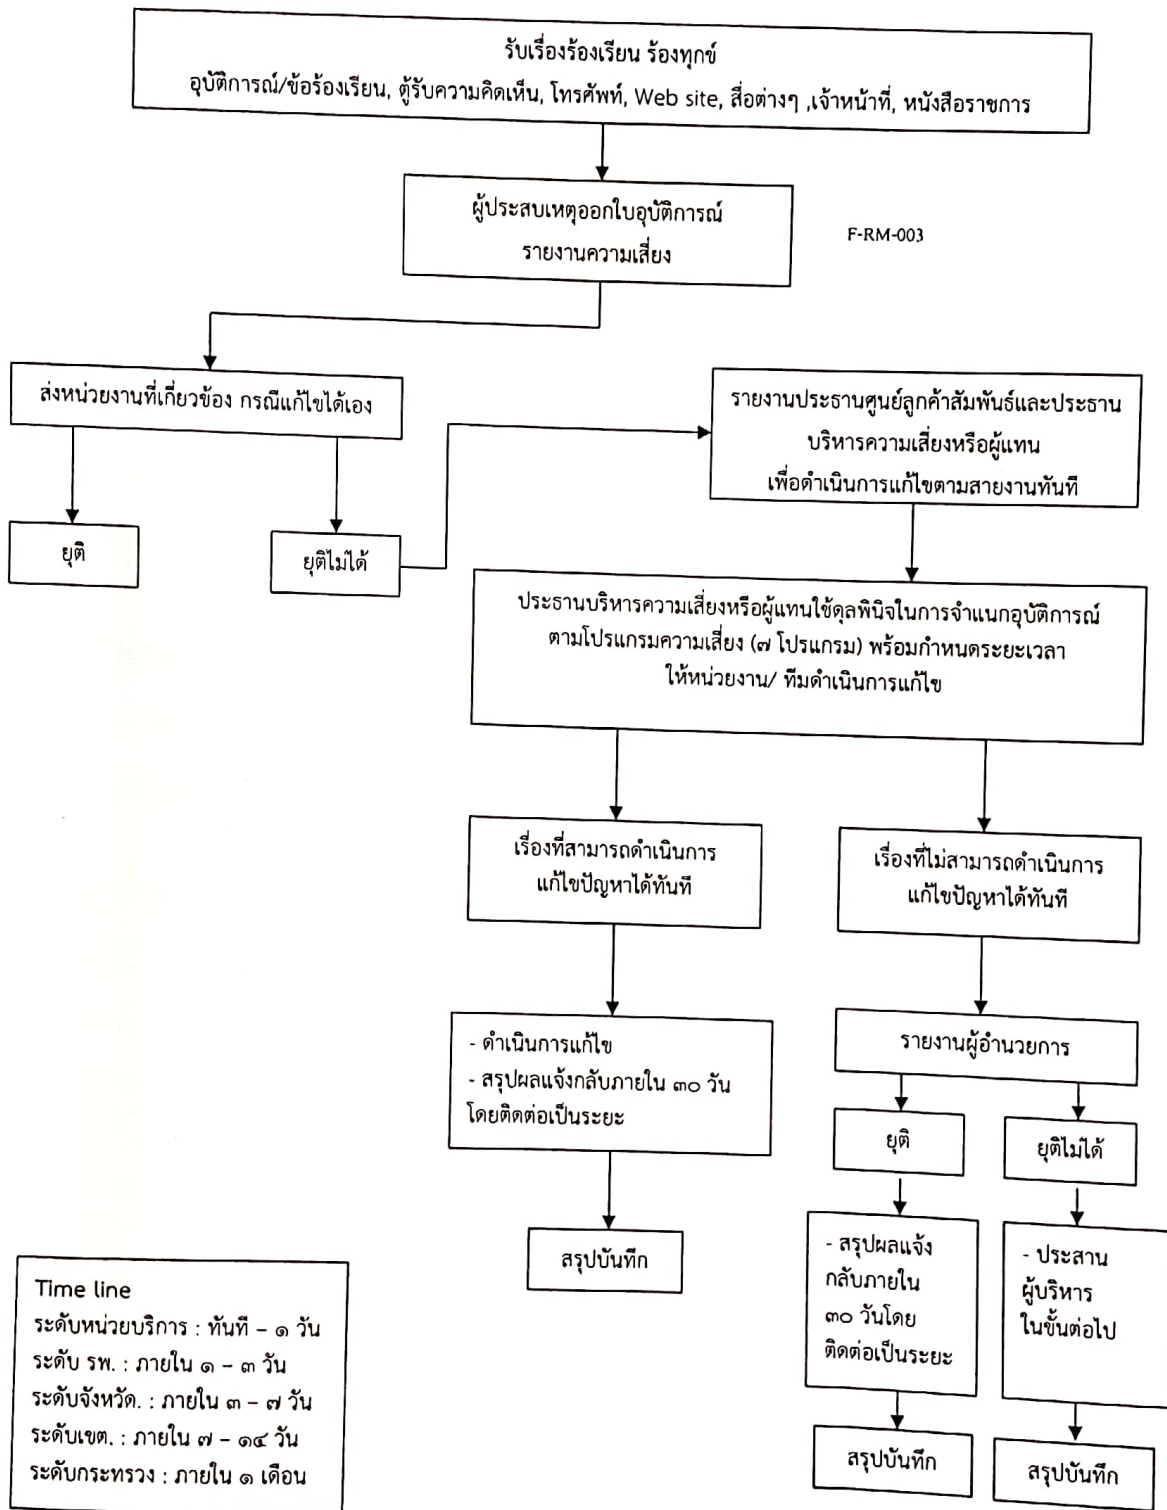 รับเรื่องร้องเรียน ร้องทุกข์
อุบัติการณ์/ข้อร้องเรียน, ตู้รับความคิดเห็น, โทรศัพท์, Web site, สื่อต่างๆ ,เจ้าหน้าที่, หนังสือราชการ
ผู้ประสบเหตุออกใบอุบัติการณ์
รายงานความเสี่ยง
F-RM-003
ส่งหน่วยงานที่เกี่ยวข้อง กรณีแก้ไขได้เอง
ยุติ
ยุติไม่ได้
รายงานประธานศูนย์ลูกค้าสัมพันธ์และประธาน
บริหารความเสี่ยงหรือผู้แทน
เพื่อดำเนินการแก้ไขตามสายงานทันที
ประธานบริหารความเสี่ยงหรือผู้แทนใช้ดุลพินิจในการจำแนกอุบัติการณ์
ตามโปรแกรมความเสี่ยง (๗ โปรแกรม) พร้อมกำหนดระยะเวลา
ให้หน่วยงาน/ ทีมดำเนินการแก้ไข
เรื่องที่สามารถดำเนินการ
แก้ไขปัญหาได้ทันที
เรื่องที่ไม่สามารถดำเนินการ
แก้ไขปัญหาได้ทันที
- ดำเนินการแก้ไข
- สรุปผลแจ้งกลับภายใน ๓๐ วัน
โดยติดต่อเป็นระยะ
สรุปบันทึก
รายงานผู้อำนวยการ
ยุติ
ยุติไม่ได้
- สรุปผลแจ้ง
กลับภายใน
๓๐ วันโดย
ติดต่อเป็นระยะ
- ประสาน
ผู้บริหาร
ในขั้นต่อไป
สรุปบันทึก
สรุปบันทึก
Time line
ระดับหน่วยบริการ : ทันที – ๑ วัน
ระดับ รพ. : ภายใน ๑ – ๓ วัน
ระดับจังหวัด. : ภายใน ๓ – ๗ วัน
ระดับเขต. : ภายใน ๗ – ๑๔ วัน
ระดับกระทรวง : ภายใน ๑ เดือน